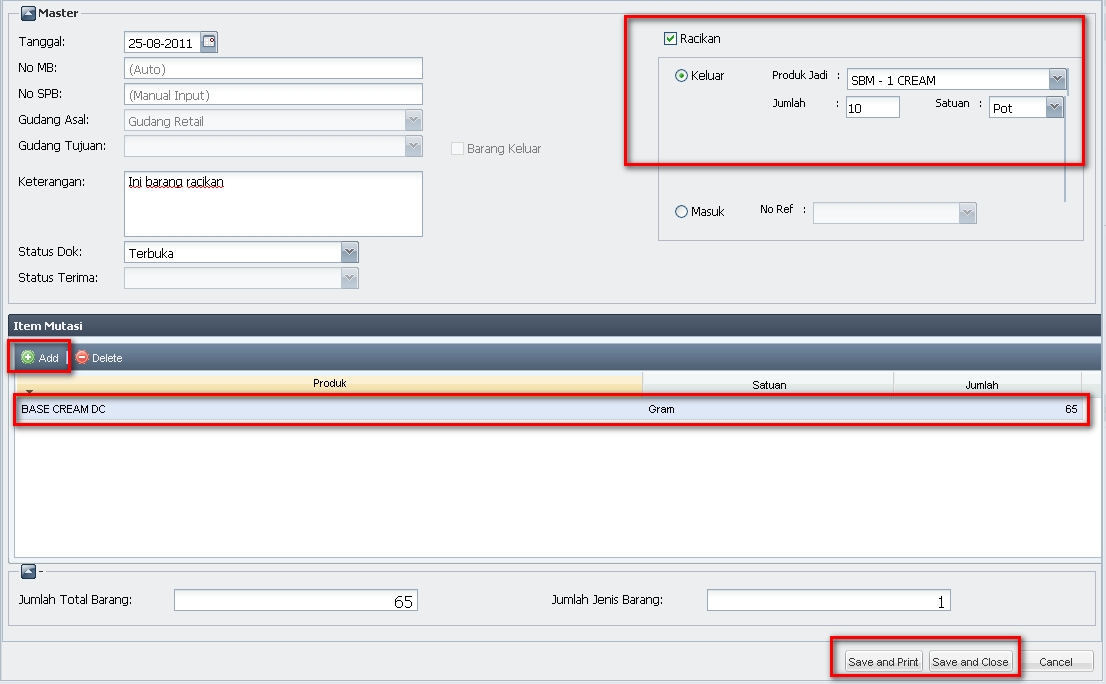 Master
Tanggal: 25-08-2011
No MB: (Auto)
No SPB: (Manual Input)
Gudang Asal: Gudang Retail
Gudang Tujuan:
Barang Keluar
Keterangan: Ini barang racikan
Status Dok: Terbuka
Status Terima:
Racikan
Keluar Produk Jadi : SBM - 1 CREAM
Jumlah : 10 Satuan : Pot
Masuk No Ref :
Item Mutasi
Add Delete
Produk Satuan Jumlah
BASE CREAM DC Gram 65
-
Jumlah Total Barang: 65 Jumlah Jenis Barang: 1
Save and Print Save and Close Cancel